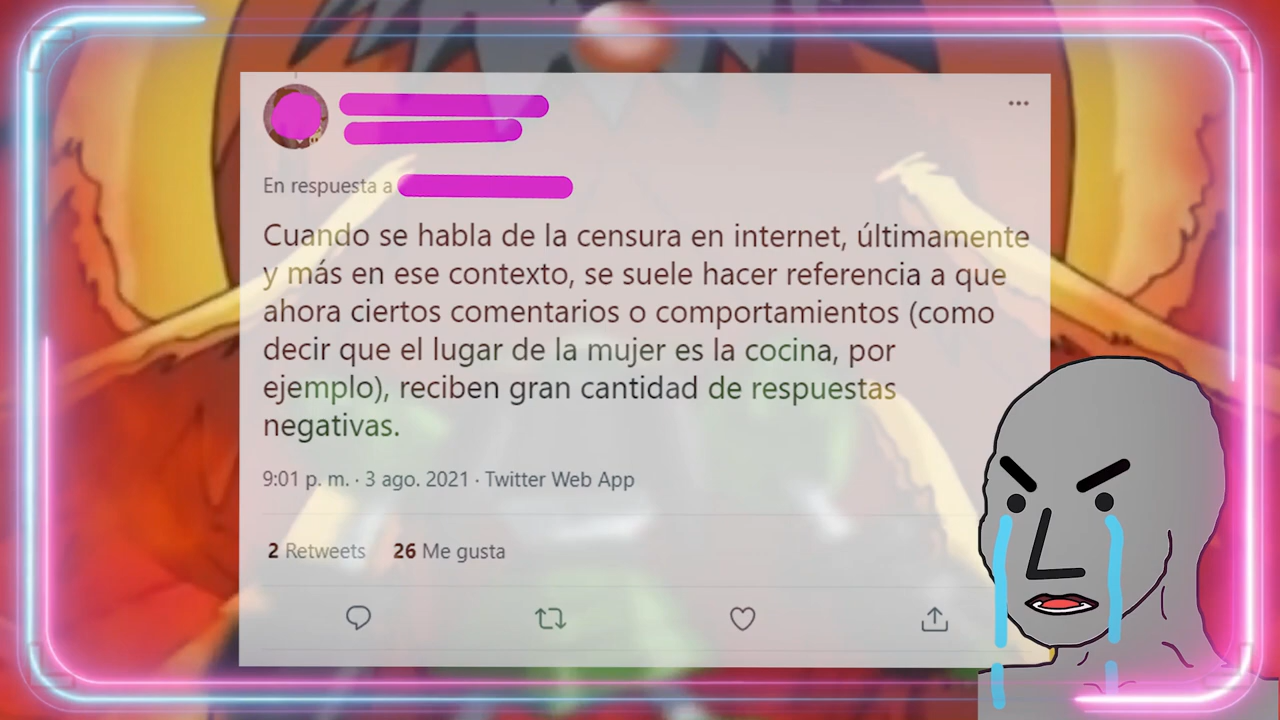 En respuesta a
Cuando se habla de la censura en internet, últimamente
y más en ese contexto, se suele hacer referencia a que
ahora ciertos comentarios o comportamientos (como
decir que el lugar de la mujer es la cocina, por
ejemplo), reciben gran cantidad de respuestas
negativas.
9:01 p. m. · 3 ago. 2021 · Twitter Web App
2 Retweets 26 Me gusta